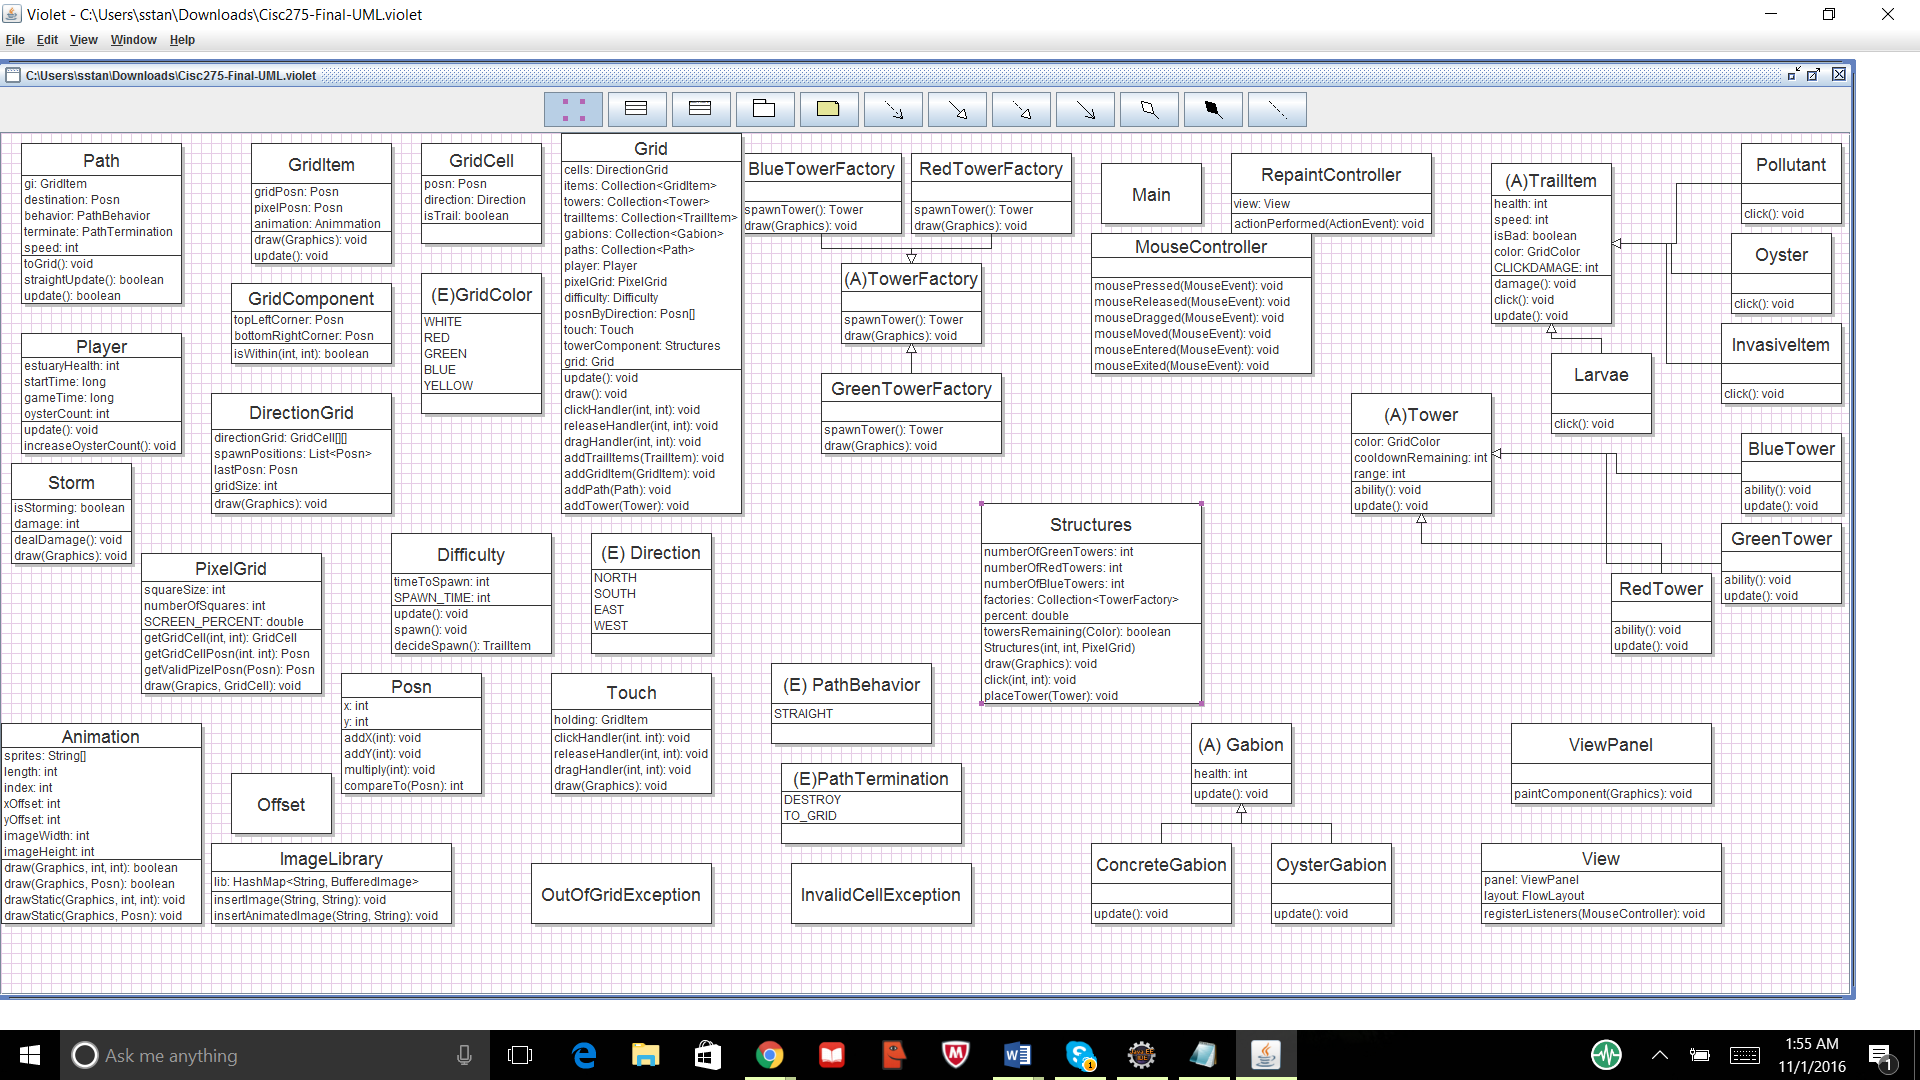 Violet - C:\Users\sstan\Downloads\Cisc275-Final-UML.violet
File Edit View Window Help
C:\Users\sstan\Downloads\Cisc275-Final-UML.violet
Path
gi: GridItem
destination: Posn
behavior: PathBehavior
terminate: PathTermination
speed: int
toGrid(): void
straightUpdate(): boolean
update(): boolean
GridItem
gridPosn: Posn
pixelPosn: Posn
animation: Animmation
draw(Graphics): void
update(): void
GridCell
posn: Posn
direction: Direction
isTrail: boolean
Grid
cells: DirectionGrid
items: Collection<GridItem>
towers: Collection<Tower>
trailItems: Collection<TrailItem>
gabions: Collection<Gabion>
paths: Collection<Path>
player: Player
pixelGrid: PixelGrid
difficulty: Difficulty
posnByDirection: Posn[]
touch: Touch
towerComponent: Structures
grid: Grid
update(): void
draw(): void
clickHandler(int, int): void
releaseHandler(int, int): void
dragHandler(int, int): void
addTrailItems(TrailItem): void
addGridItem(GridItem): void
addPath(Path): void
addTower(Tower): void
BlueTowerFactory
spawnTower(): Tower
draw(Graphics): void
RedTowerFactory
spawnTower(): Tower
draw(Graphics): void
(A)TowerFactory
spawnTower(): Tower
draw(Graphics): void
GreenTowerFactory
spawnTower(): Tower
draw(Graphics): void
Main
RepaintController
view: View
actionPerformed(ActionEvent): void
MouseController
mousePressed(MouseEvent): void
mouseReleased(MouseEvent): void
mouseDragged(MouseEvent): void
mouseMoved(MouseEvent): void
mouseEntered(MouseEvent): void
mouseExited(MouseEvent): void
(A)TrailItem
health: int
speed: int
isBad: boolean
color: GridColor
CLICKDAMAGE: int
damage(): void
click(): void
update(): void
Pollutant
click(): void
Oyster
click(): void
InvasiveItem
click(): void
Larvae
click(): void
GridComponent
topLeftCorner: Posn
bottomRightCorner: Posn
isWithin(int, int): boolean
(E)GridColor
WHITE
RED
GREEN
BLUE
YELLOW
Player
estuaryHealth: int
startTime: long
gameTime: long
oysterCount: int
update(): void
increaseOysterCount(): void
DirectionGrid
directionGrid: GridCell[][]
spawnPositions: List<Posn>
lastPosn: Posn
gridSize: int
draw(Graphics): void
Storm
isStorming: boolean
damage: int
dealDamage(): void
draw(Graphics): void
(A)Tower
color: GridColor
cooldownRemaining: int
range: int
ability(): void
update(): void
BlueTower
ability(): void
update(): void
GreenTower
ability(): void
update(): void
RedTower
ability(): void
update(): void
PixelGrid
squareSize: int
numberOfSquares: int
SCREEN_PERCENT: double
getGridCell(int, int): GridCell
getGridCellPosn(int. int): Posn
getValidPizelPosn(Posn): Posn
draw(Grapics, GridCell): void
Difficulty
timeToSpawn: int
SPAWN_TIME: int
update(): void
spawn(): void
decideSpawn(): TrailItem
(E) Direction
NORTH
SOUTH
EAST
WEST
Structures
numberOfGreenTowers: int
numberOfRedTowers: int
numberOfBlueTowers: int
factories: Collection<TowerFactory>
percent: double
towersRemaining(Color): boolean
Structures(int, int, PixelGrid)
draw(Graphics): void
click(int, int): void
placeTower(Tower): void
Posn
x: int
y: int
addX(int): void
addY(int): void
multiply(int): void
compareTo(Posn): int
Touch
holding: GridItem
clickHandler(int. int): void
releaseHandler(int, int): void
dragHandler(int, int): void
draw(Graphics): void
(E) PathBehavior
STRAIGHT
(E)PathTermination
DESTROY
TO_GRID
Animation
sprites: String[]
length: int
index: int
xOffset: int
yOffset: int
imageWidth: int
imageHeight: int
draw(Graphics, int, int): boolean
draw(Graphics, Posn): boolean
drawStatic(Graphics, int, int): void
drawStatic(Graphics, Posn): void
Offset
ImageLibrary
lib: HashMap<String, BufferedImage>
insertImage(String, String): void
insertAnimatedImage(String, String): void
OutOfGridException
InvalidCellException
(A) Gabion
health: int
update(): void
ConcreteGabion
update(): void
OysterGabion
update(): void
ViewPanel
paintComponent(Graphics): void
View
panel: ViewPanel
layout: FlowLayout
registerListeners(MouseController): void
Ask me anything
1:55 AM
11/1/2016
1
1